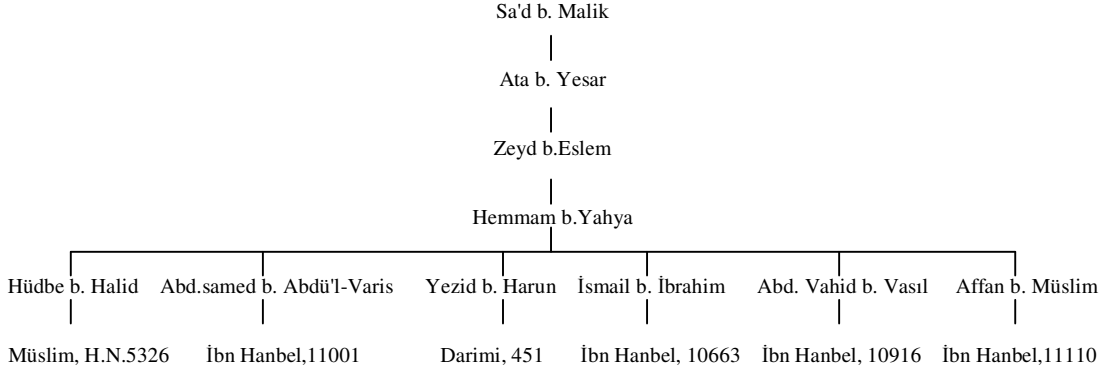 Sa'd b. Malik
Ata b. Yesar
Zeyd b.Eslem
Hemmam b.Yahya
Hüdbe b. Halid Abd.samed b. Abdü'l-Varis Yezid b. Harun İsmail b. İbrahim Abd. Vahid b. Vasıl Affan b. Müslim
Müslim, H.N.5326 İbn Hanbel,11001 Darimi, 451 İbn Hanbel, 10663 İbn Hanbel, 10916 İbn Hanbel,11110